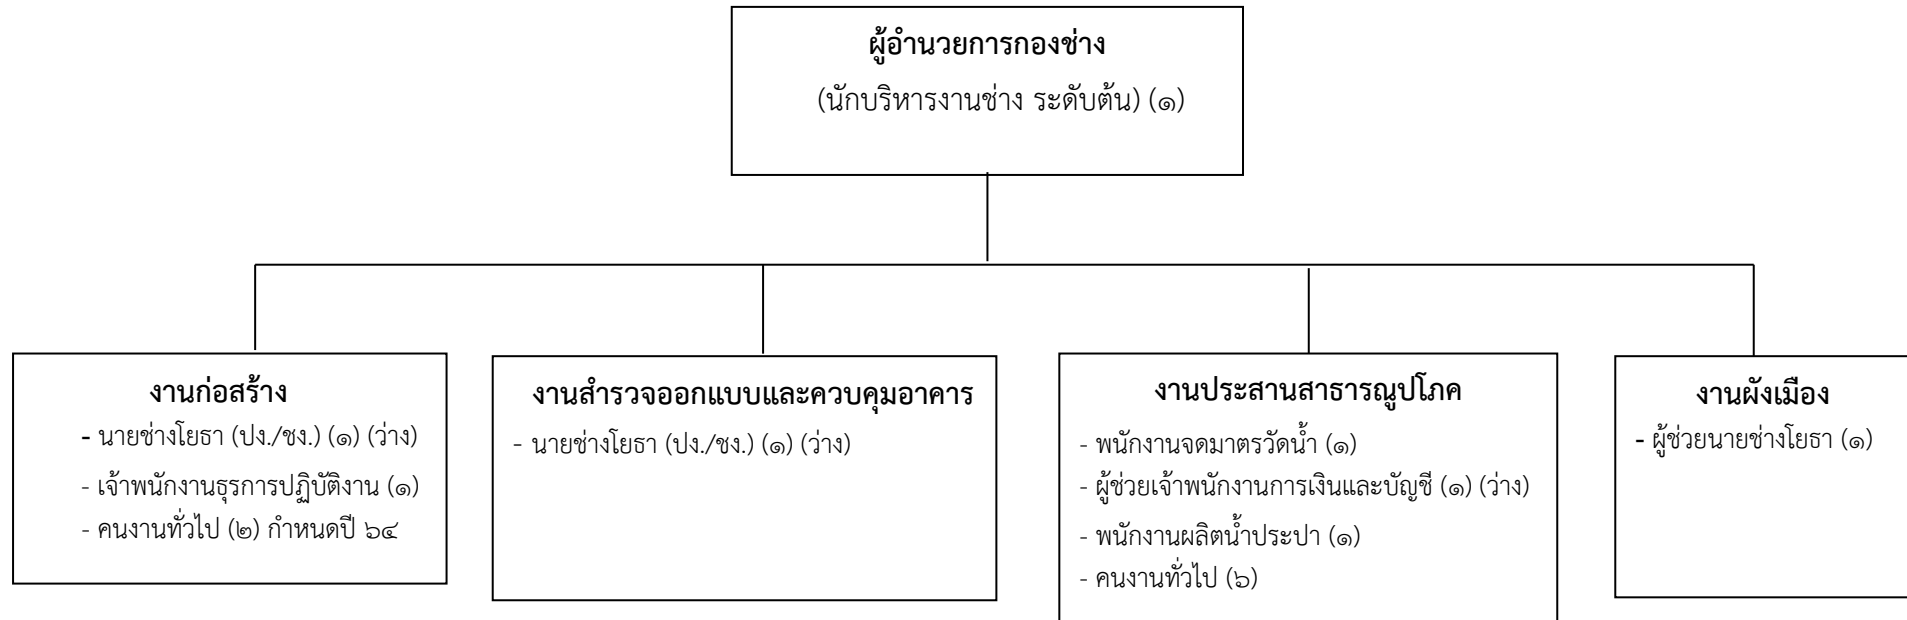 ผู้อำนวยการกองช่าง
(นักบริหารงานช่าง ระดับต้น) (๑)
งานก่อสร้าง
- นายช่างโยธา (ปง./ชง.) (๑) (ว่าง)
- เจ้าพนักงานธุรการปฏิบัติงาน (๑)
- คนงานทั่วไป (๒) กำหนดปี ๖๔
งานสำรวจออกแบบและควบคุมอาคาร
- นายช่างโยธา (ปง./ชง.) (๑) (ว่าง)
งานประสานสาธารณูปโภค
- พนักงานจดมาตรวัดน้ำ (๑)
- ผู้ช่วยเจ้าพนักงานการเงินและบัญชี (๑) (ว่าง)
- พนักงานผลิตน้ำประปา (๑)
- คนงานทั่วไป (๖)
งานผังเมือง
- ผู้ช่วยนายช่างโยธา (๑)